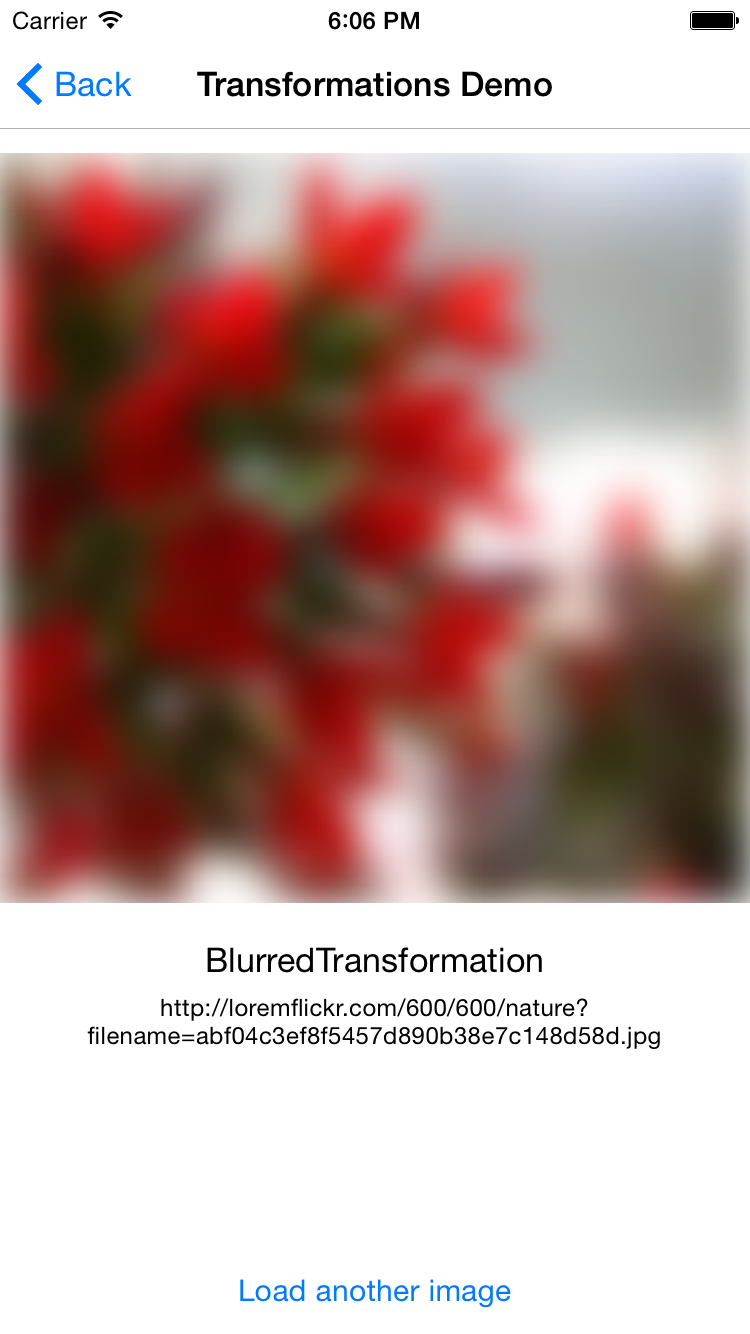 Carrier
6:06 PM
Back
Transformations Demo
BlurredTransformation
http://loremflickr.com/600/600/nature?
filename=abf04c3ef8f5457d890b38e7c148d58d.jpg
Load another image